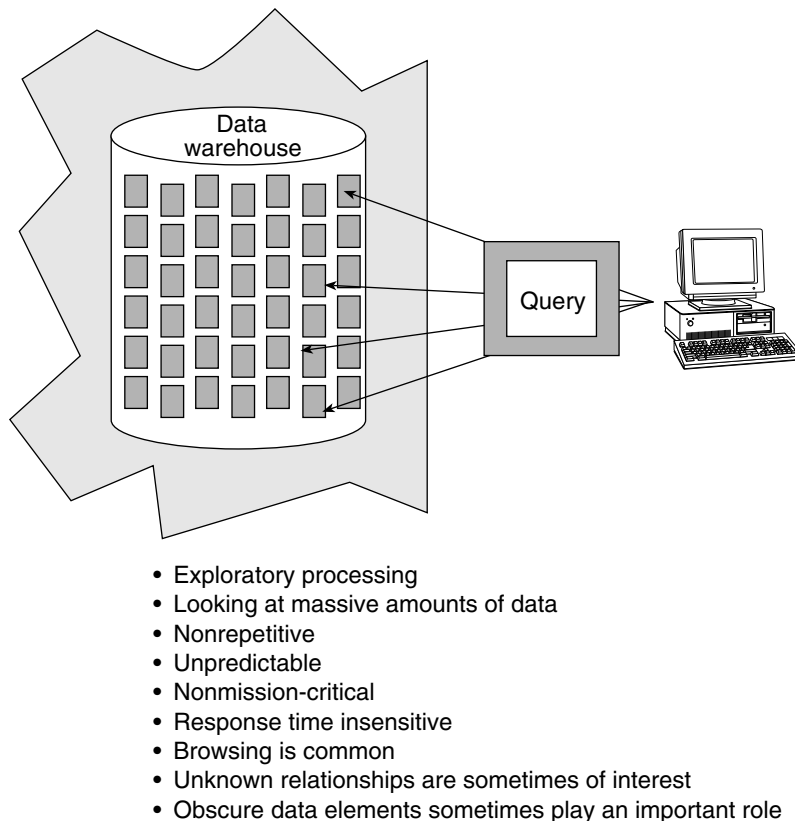 Data
warehouse
Query
• Exploratory processing
• Looking at massive amounts of data
• Nonrepetitive
• Unpredictable
• Nonmission-critical
• Response time insensitive
• Browsing is common
• Unknown relationships are sometimes of interest
• Obscure data elements sometimes play an important role